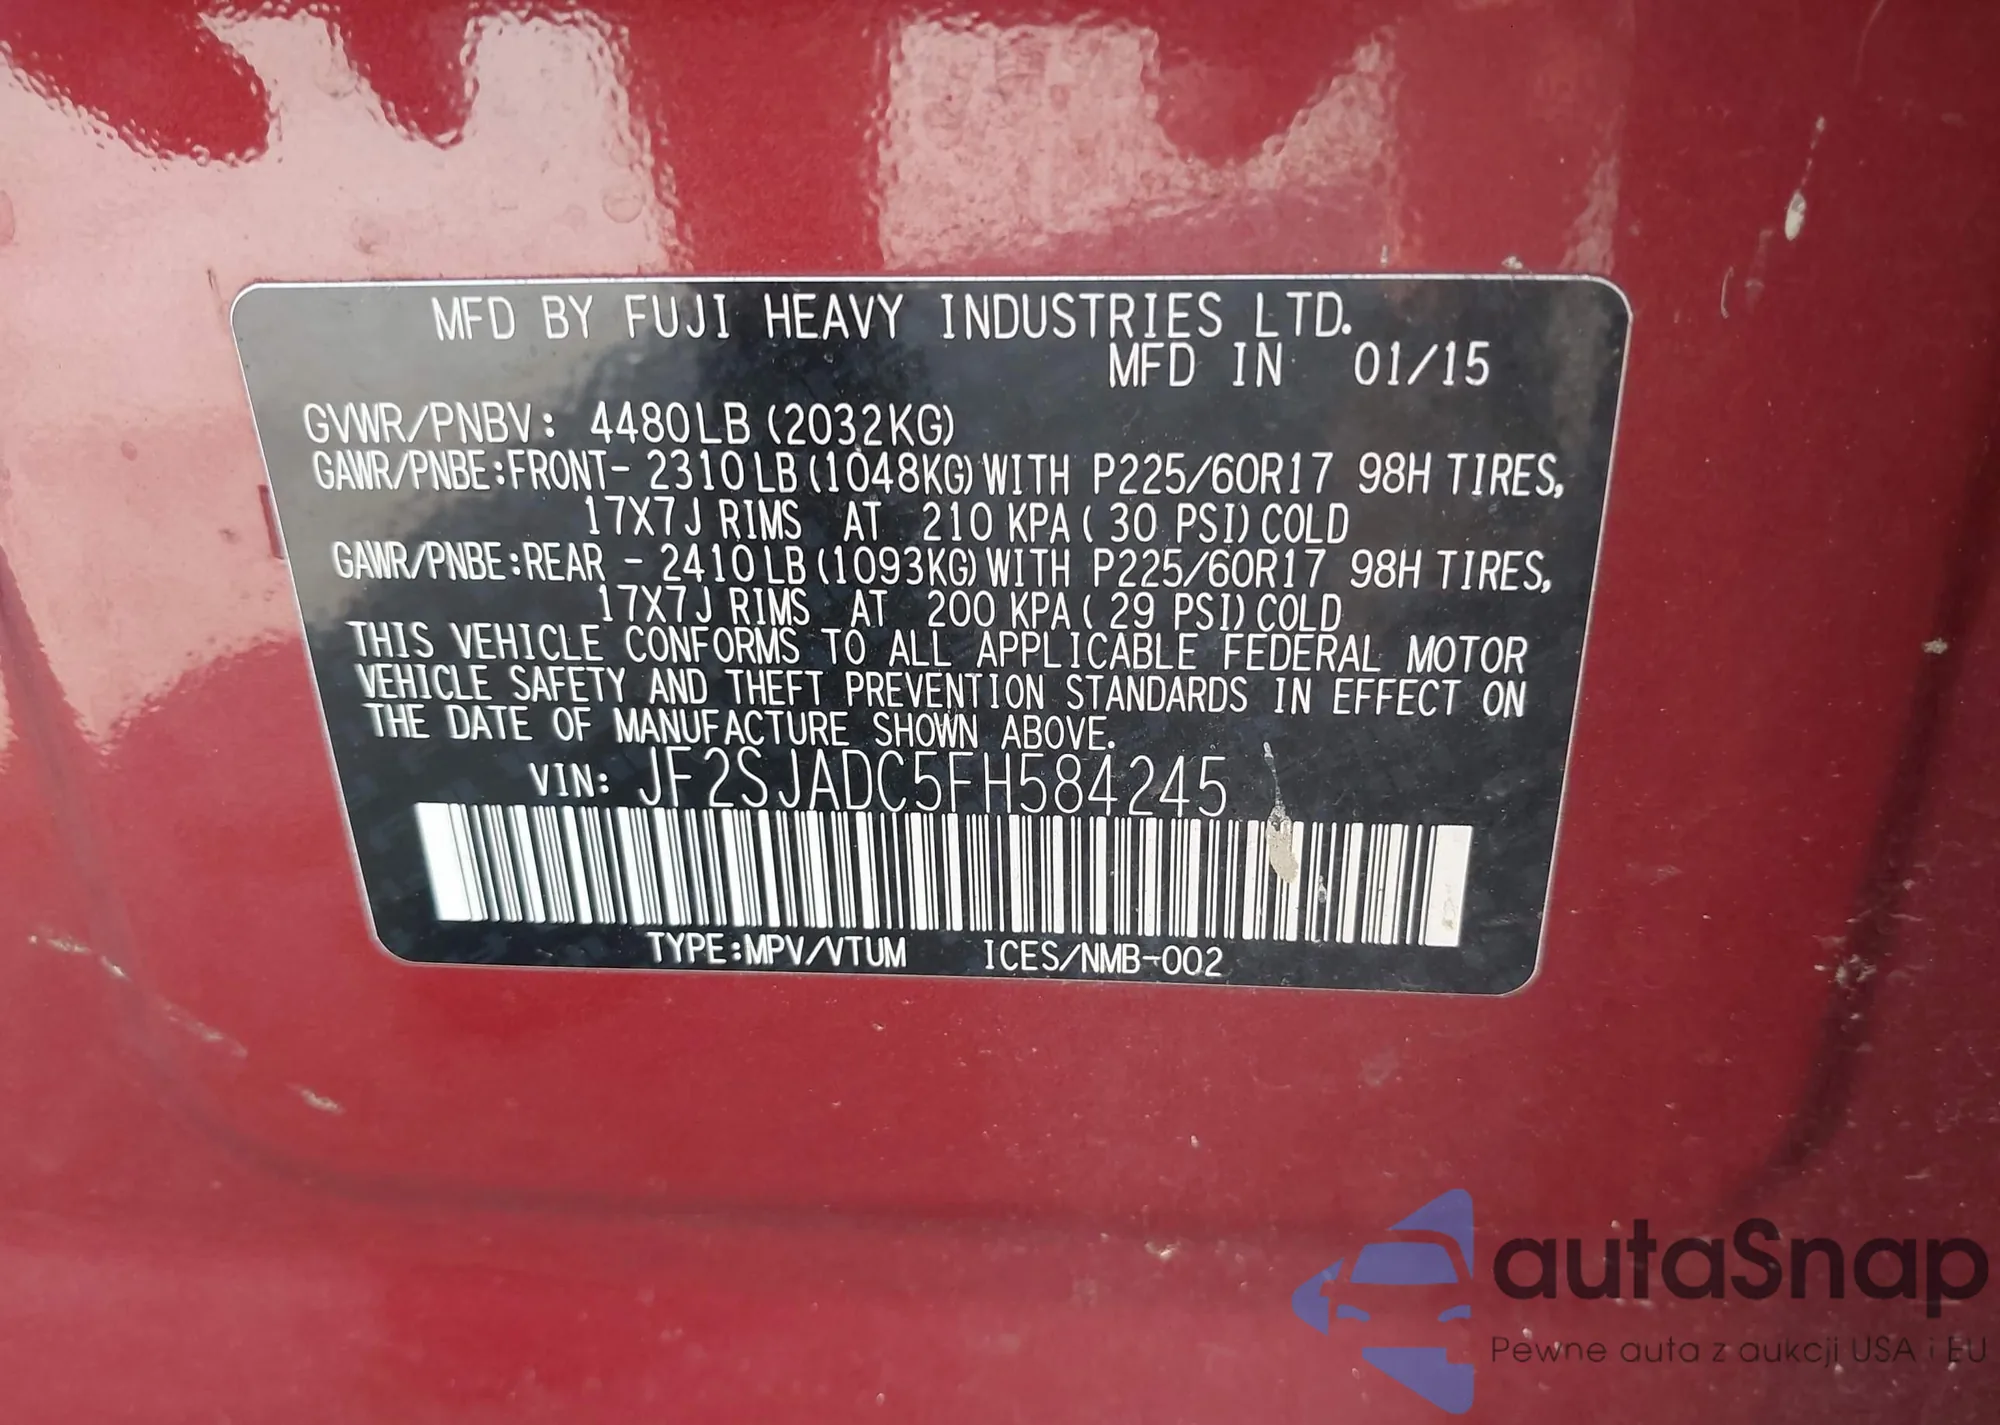 MFD BY FUJI HEAVY INDUSTRIES LTD.
MFD IN 01/15
GVWR/PNBV: 4480LB (2032KG)
GAWR/PNBE:FRONT- 2310LB (1048KG) WITH P225/60R17 98H TIRES,
17X7J RIMS AT 210 KPA ( 30 PSI) COLD
GAWR/PNBE:REAR - 2410LB (1093KG) WITH P225/60R17 98H TIRES,
17X7J RIMS AT 200 KPA ( 29 PSI) COLD
THIS VEHICLE CONFORMS TO ALL APPLICABLE FEDERAL MOTOR
VEHICLE SAFETY AND THEFT PREVENTION STANDARDS IN EFFECT ON
THE DATE OF MANUFACTURE SHOWN ABOVE.
VIN: JF2SJADC5FH584245
TYPE:MPV/VTUM ICES/NMB-002
autaSnap
Pewne auta z aukcji USA i EU